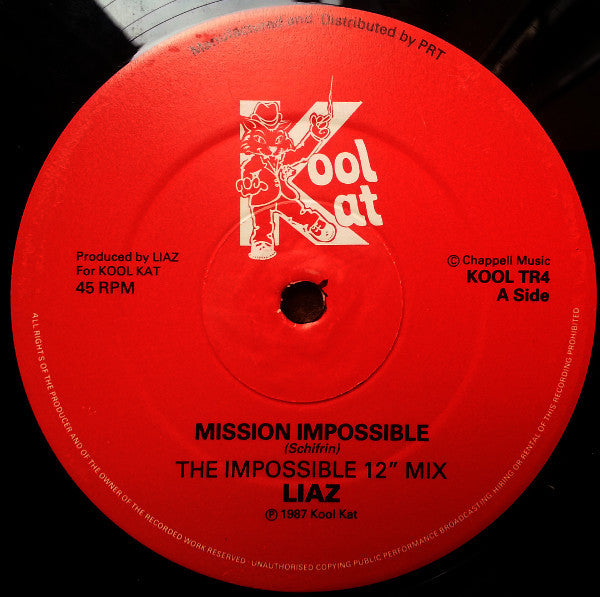 Manufactured and Distributed by PRT
Kool
Kat
Produced by LIAZ
For KOOL KAT
45 RPM
© Chappell Music
KOOL TR4
A Side
MISSION IMPOSSIBLE
(Schifrin)
THE IMPOSSIBLE 12" MIX
LIAZ
℗ 1987 Kool Kat
ALL RIGHTS OF THE PRODUCER AND OF THE OWNER OF THE RECORDED WORK RESERVED UNAUTHORISED COPYING PUBLIC PERFORMANCE BROADCASTING, HIRING OR RENTAL OF THIS RECORDING PROHIBITED